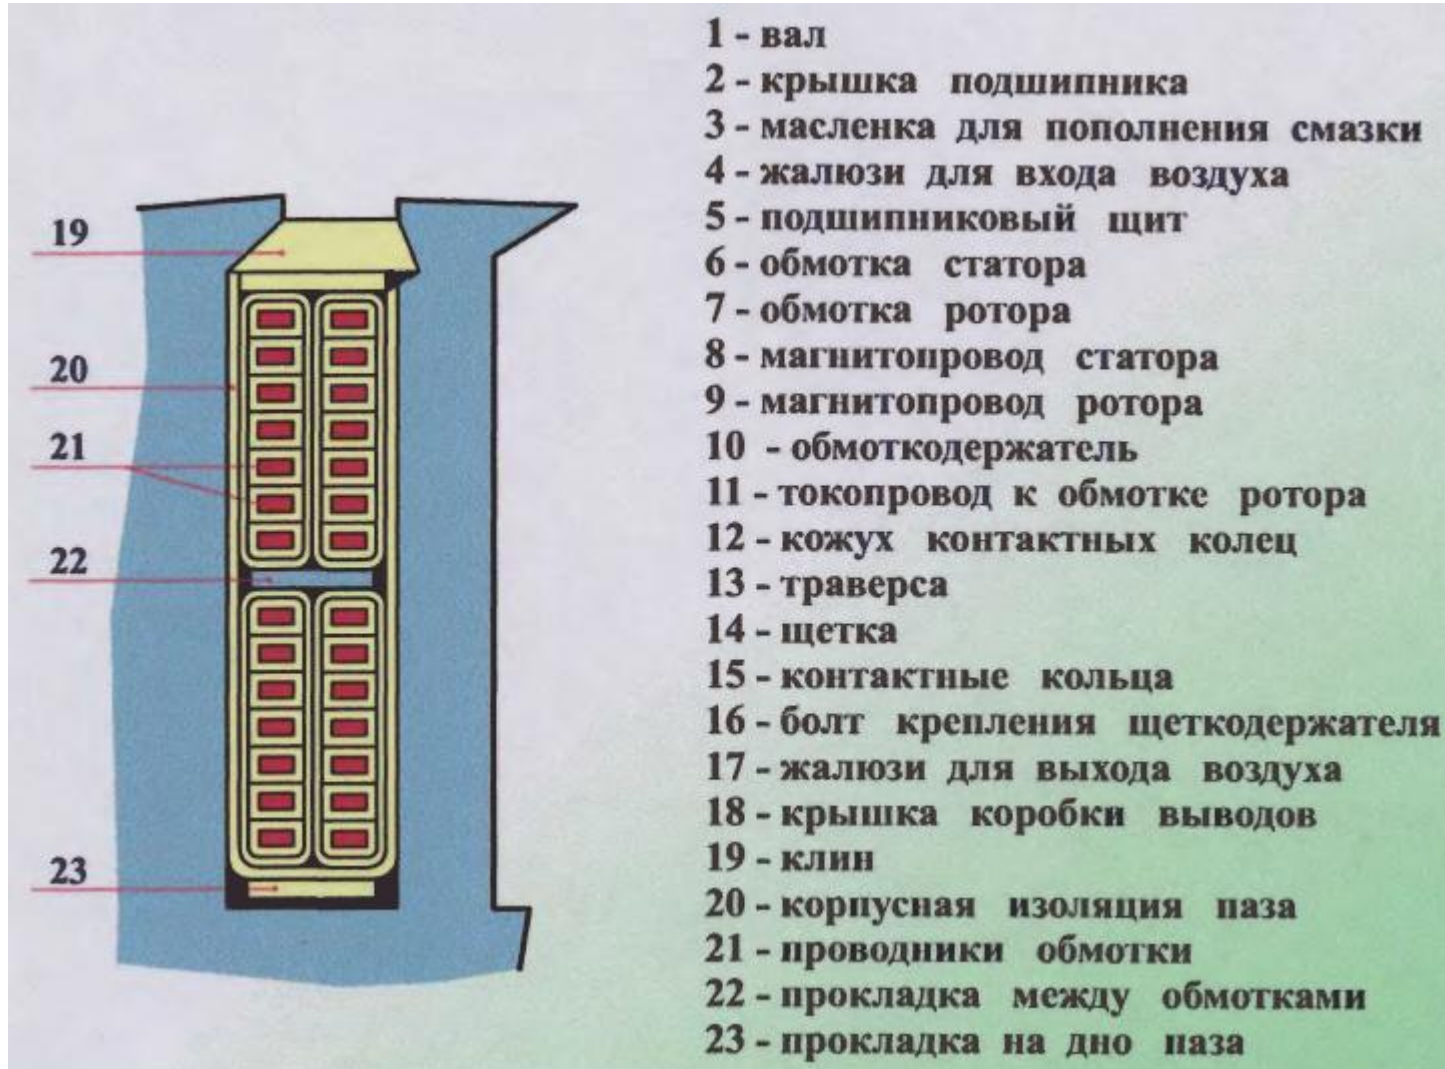 1 - вал
2 - крышка подшипника
3 - масленка для пополнения смазки
4 - жалюзи для входа воздуха
5 - подшипниковый щит
6 - обмотка статора
7 - обмотка ротора
8 - магнитопровод статора
9 - магнитопровод ротора
10 - обмоткодержатель
11 - токопровод к обмотке ротора
12 - кожух контактных колец
13 - траверса
14 - щетка
15 - контактные кольца
16 - болт крепления щеткодержателя
17 - жалюзи для выхода воздуха
18 - крышка коробки выводов
19 - клин
20 - корпусная изоляция паза
21 - проводники обмотки
22 - прокладка между обмотками
23 - прокладка на дно паза
19
20
21
22
23